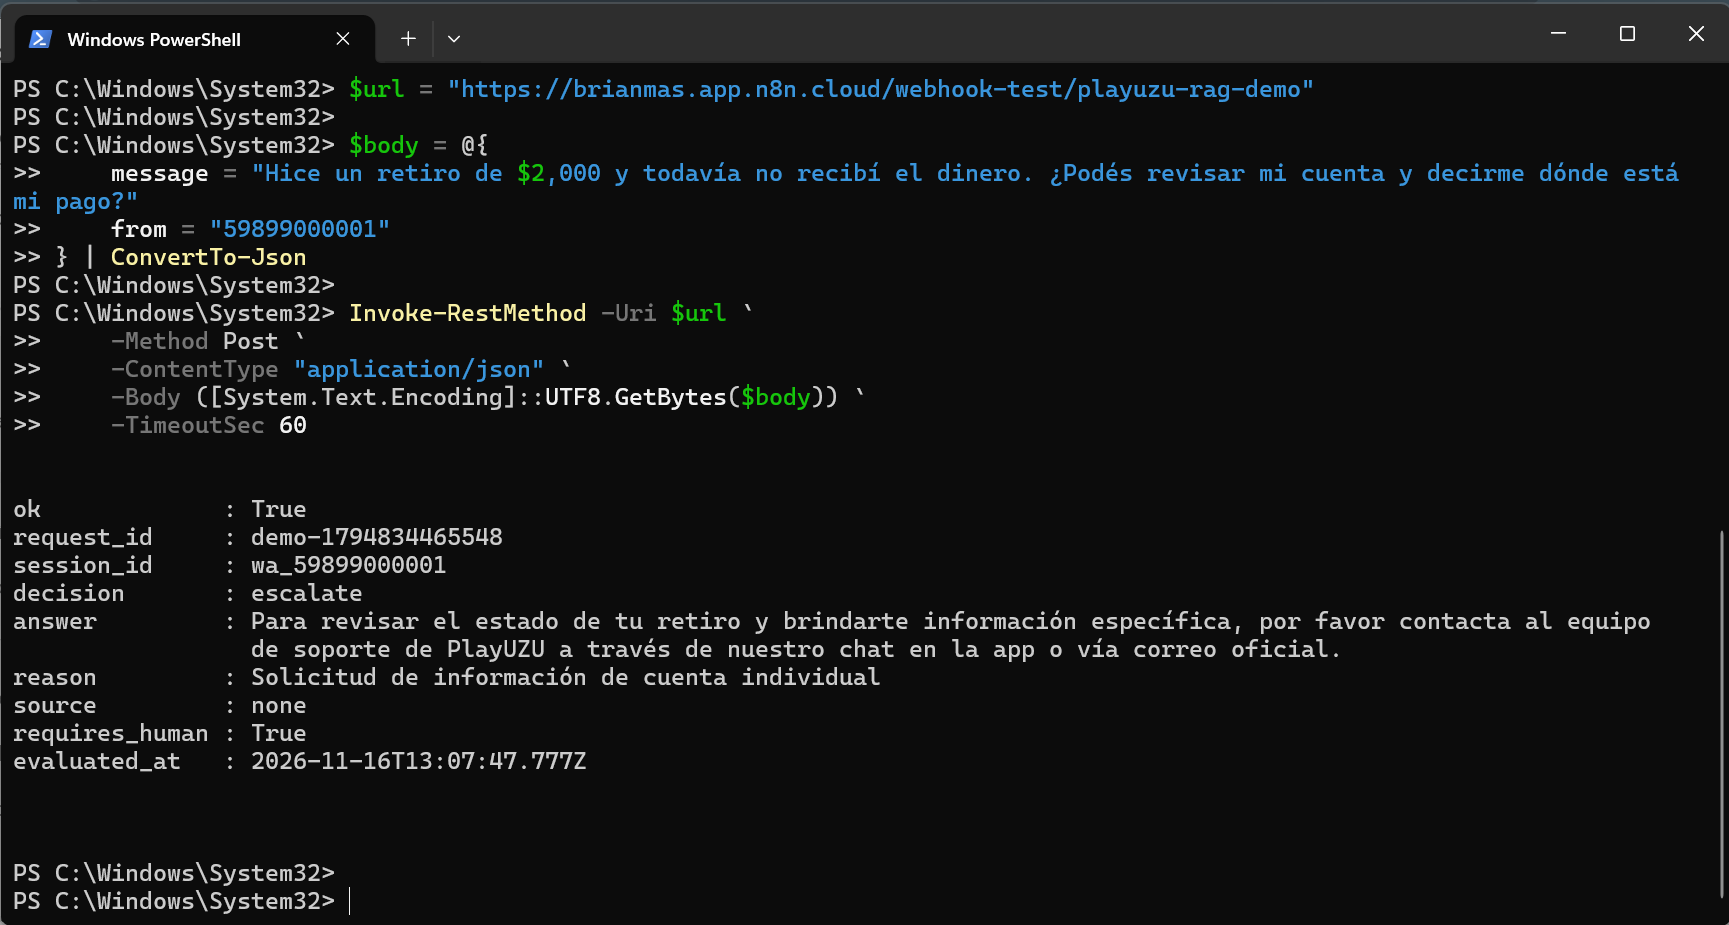 Windows PowerShell
PS C:\Windows\System32> $url = "https://brianmas.app.n8n.cloud/webhook-test/playuzu-rag-demo"
PS C:\Windows\System32>
PS C:\Windows\System32> $body = @{
>>     message = "Hice un retiro de $2,000 y todavía no recibí el dinero. ¿Podés revisar mi cuenta y decirme dónde está
mi pago?"
>>     from = "59899000001"
>> } | ConvertTo-Json
PS C:\Windows\System32>
PS C:\Windows\System32> Invoke-RestMethod -Uri $url `
>>     -Method Post `
>>     -ContentType "application/json" `
>>     -Body ([System.Text.Encoding]::UTF8.GetBytes($body)) `
>>     -TimeoutSec 60
ok             : True
request_id     : demo-1794834465548
session_id     : wa_59899000001
decision       : escalate
answer         : Para revisar el estado de tu retiro y brindarte información específica, por favor contacta al equipo
                 de soporte de PlayUZU a través de nuestro chat en la app o vía correo oficial.
reason         : Solicitud de información de cuenta individual
source         : none
requires_human : True
evaluated_at   : 2026-11-16T13:07:47.777Z
PS C:\Windows\System32>
PS C:\Windows\System32>